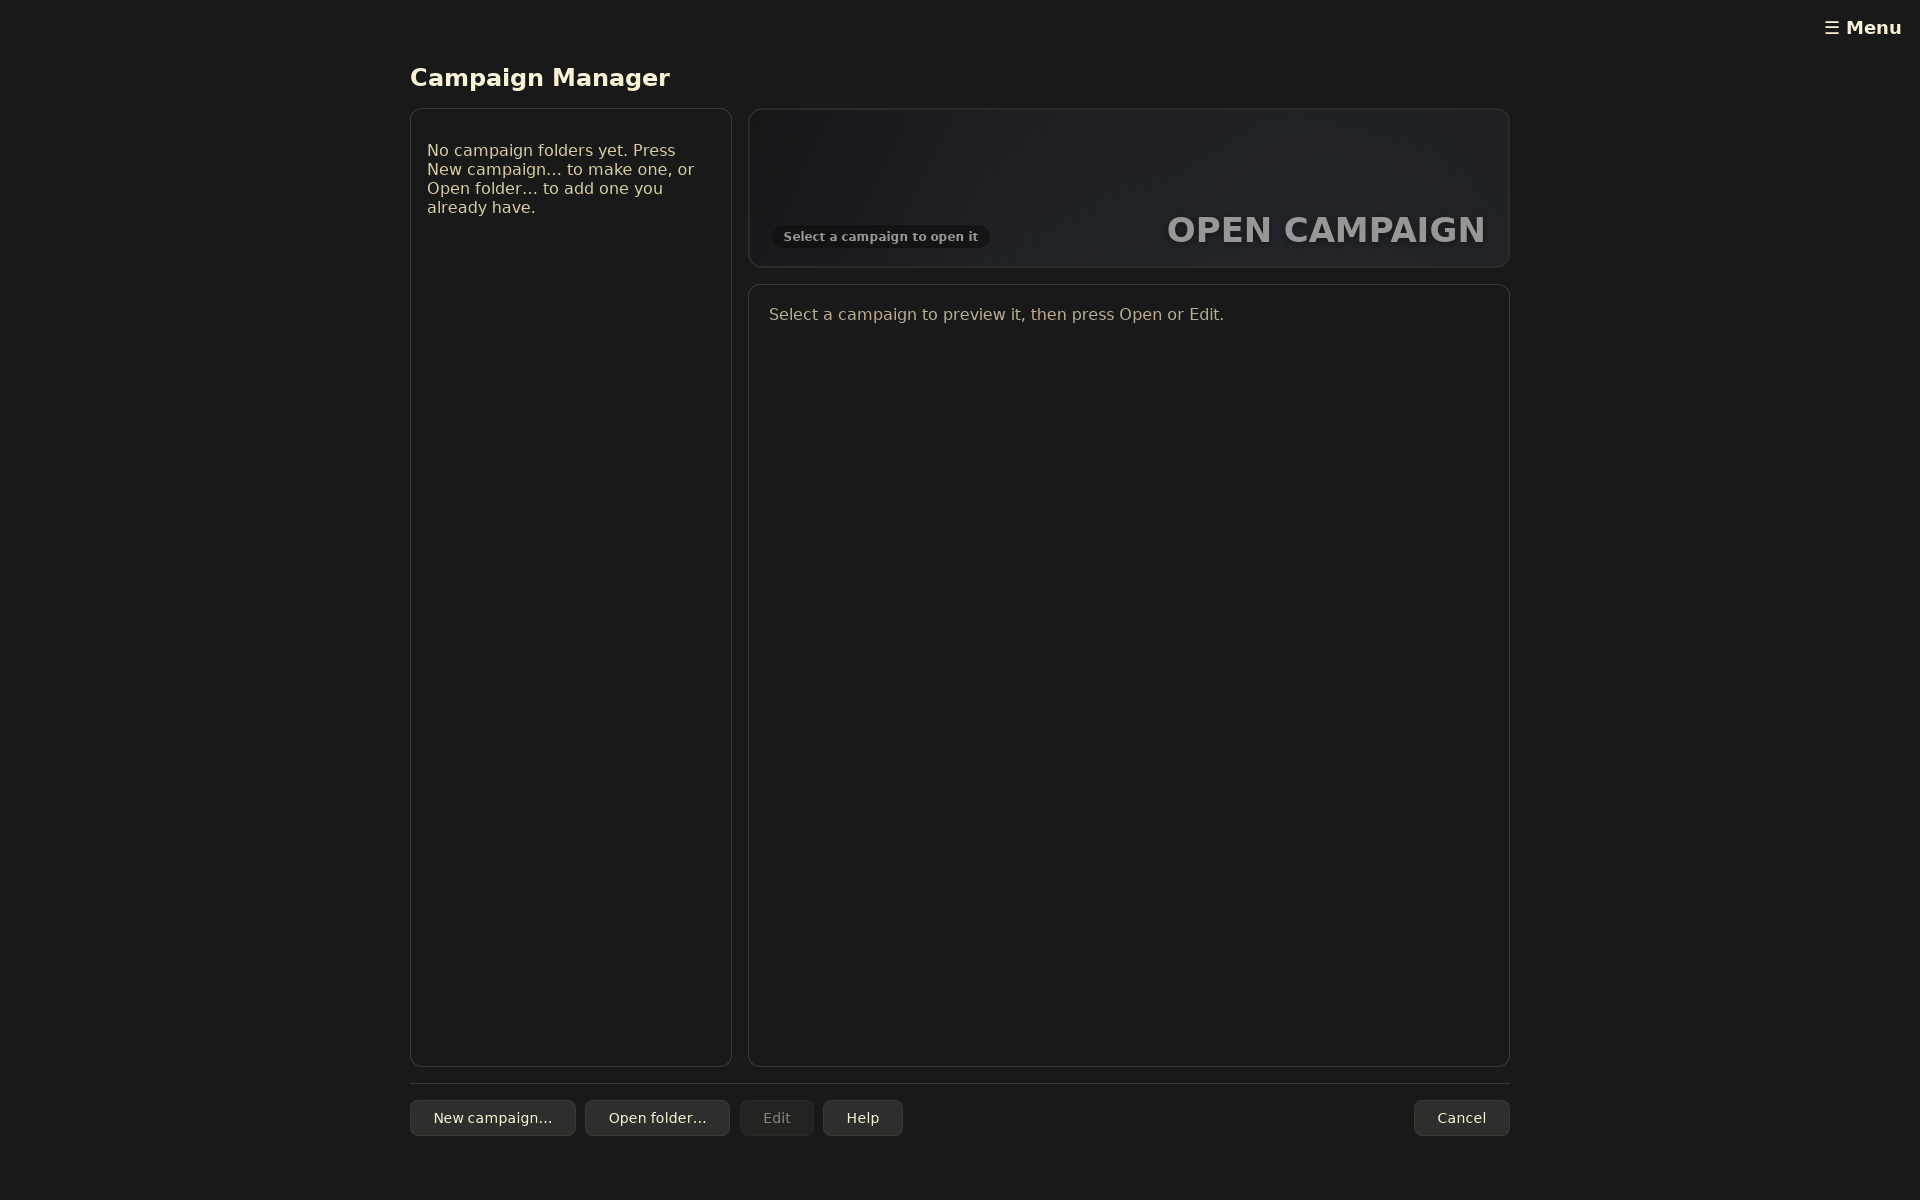 ☰ Menu
Campaign Manager
No campaign folders yet. Press
New campaign… to make one, or
Open folder… to add one you
already have.
Select a campaign to open it
OPEN CAMPAIGN
Select a campaign to preview it, then press Open or Edit.
New campaign…
Open folder…
Edit
Help
Cancel